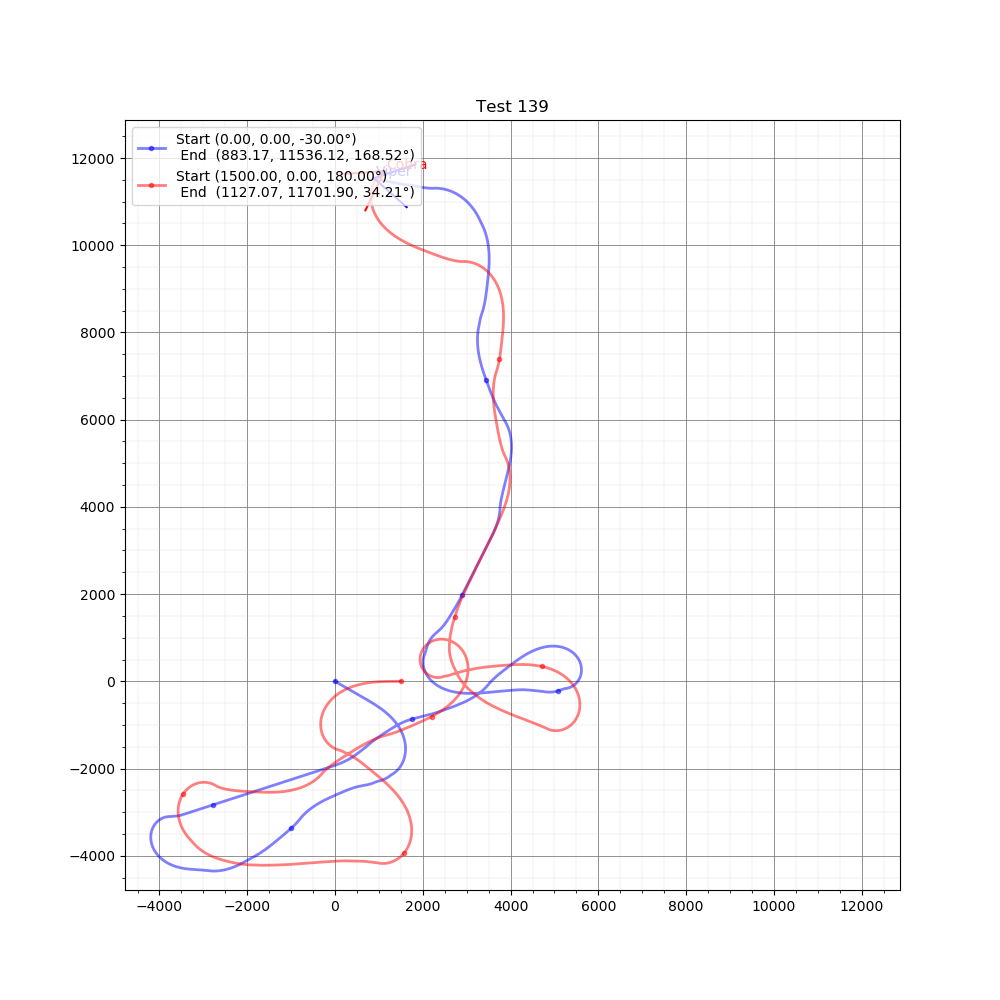 Test 139
Start (0.00, 0.00, -30.00°)
End (883.17, 11536.12, 168.52°)
Start (1500.00, 0.00, 180.00°)
End (1127.07, 11701.90, 34.21°)
12000
10000
8000
6000
4000
2000
0
−2000
−4000
−4000 −2000 0 2000 4000 6000 8000 10000 12000